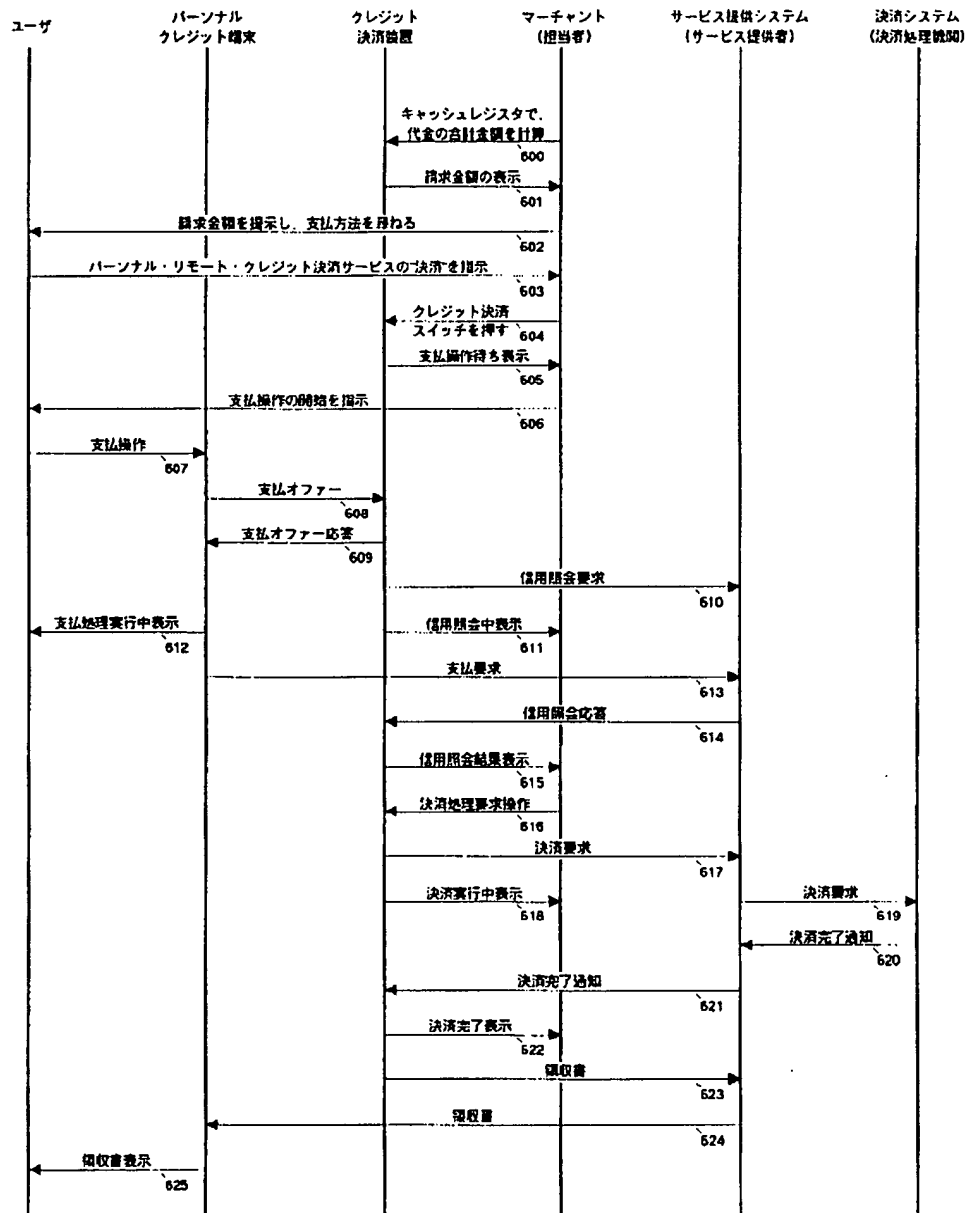 ユーザ
パーソナル
クレジット端末
クレジット
決済装置
マーチャント
(担当者)
サービス提供システム
(サービス提供者)
決済システム
(決済処理機関)
キャッシュレジスタで、
代金の合計金額を計算
600
請求金額の表示
601
請求金額を提示し、支払方法を尋ねる
602
パーソナル・リモート・クレジット決済サービスの"決済"を指示
603
クレジット決済
スイッチを押す
604
支払操作待ち表示
605
支払操作の開始を指示
606
支払操作
607
支払オファー
608
支払オファー応答
609
信用照会要求
610
支払処理実行中表示
612
信用照会中表示
611
支払要求
613
信用照会応答
614
信用照会結果表示
615
決済処理要求操作
616
決済要求
617
決済実行中表示
618
決済要求
619
決済完了通知
620
決済完了通知
621
決済完了表示
622
領収書
623
領収書
624
領収書表示
625